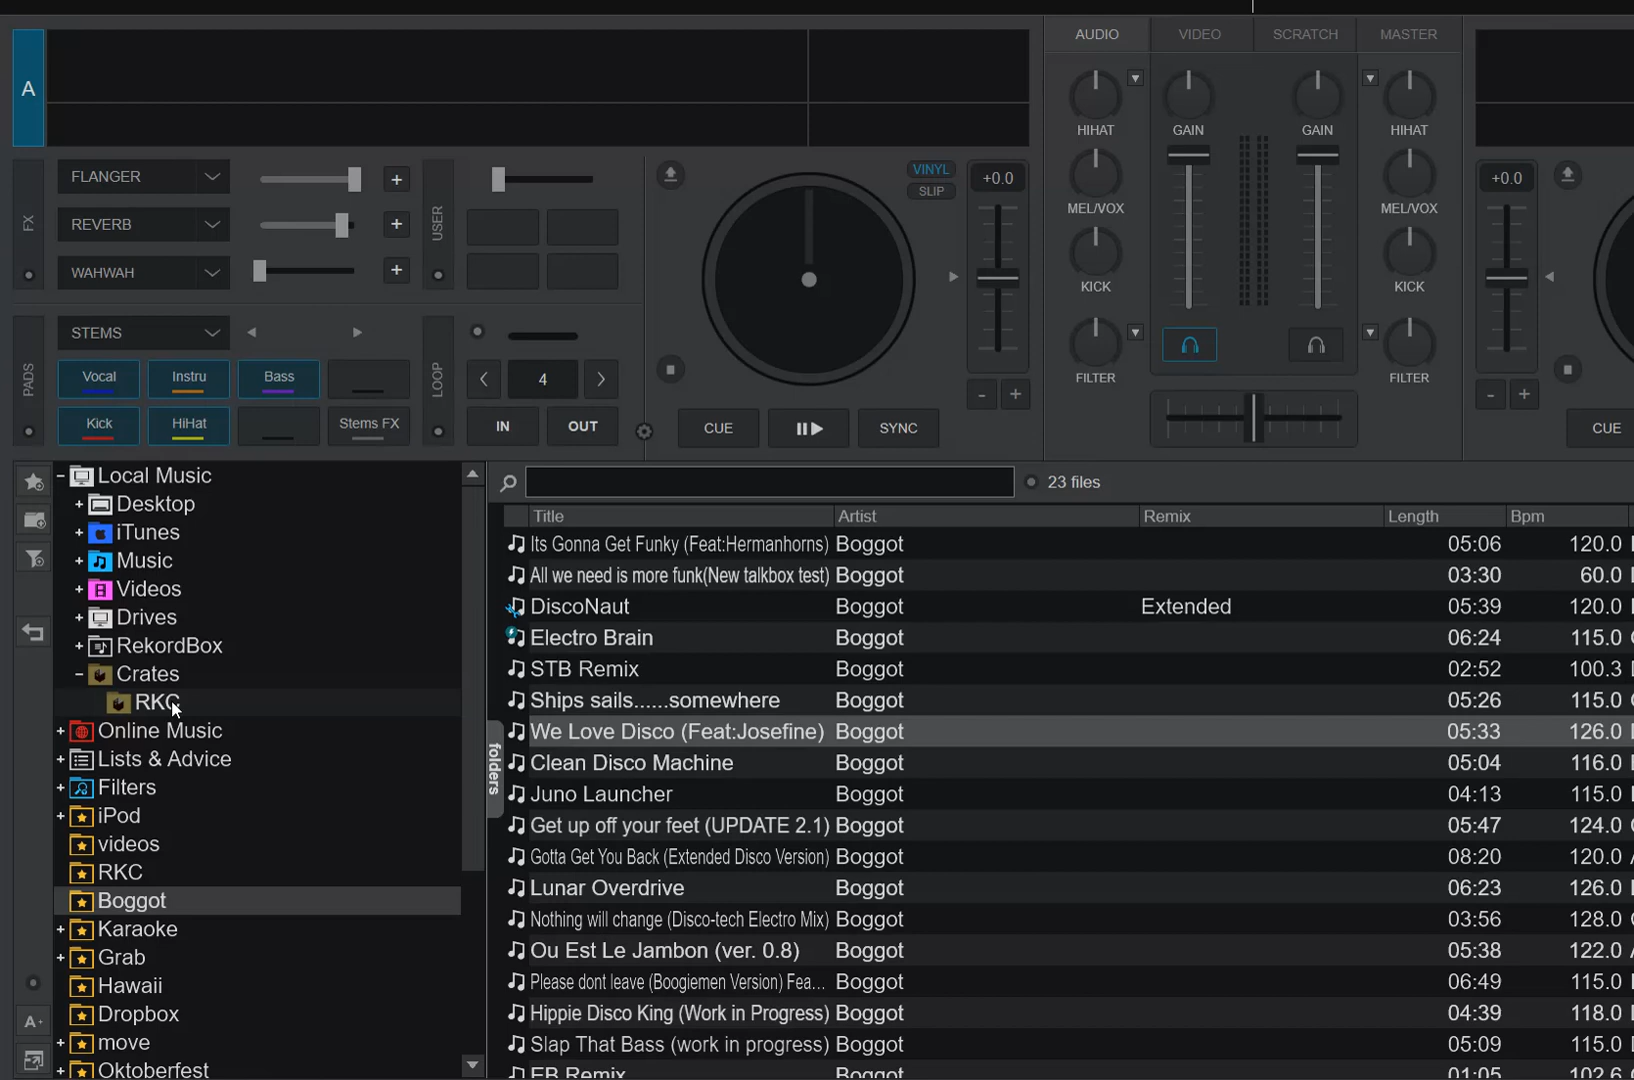 AUDIO VIDEO SCRATCH MASTER
A
HIHAT GAIN GAIN HIHAT
FX FLANGER + USER VINYL SLIP +0.0 +0.0
REVERB + MEL/VOX MEL/VOX
WAHWAH + KICK KICK
PADS STEMS LOOP FILTER FILTER
Vocal Instru Bass 4 - + - +
Kick HiHat Stems FX IN OUT CUE SYNC CUE
Local Music 23 files
Desktop Title Artist Remix Length Bpm
iTunes Its Gonna Get Funky (Feat:Hermanhorns) Boggot 05:06 120.0
Music All we need is more funk(New talkbox test) Boggot 03:30 60.0
Videos DiscoNaut Boggot Extended 05:39 120.0
Drives Electro Brain Boggot 06:24 115.0
RekordBox STB Remix Boggot 02:52 100.3
Crates Ships sails......somewhere Boggot 05:26 115.0
RKC We Love Disco (Feat:Josefine) Boggot 05:33 126.0
Online Music Clean Disco Machine Boggot 05:04 116.0
Lists & Advice folders Juno Launcher Boggot 04:13 115.0
Filters Get up off your feet (UPDATE 2.1) Boggot 05:47 124.0
iPod Gotta Get You Back (Extended Disco Version) Boggot 08:20 120.0
videos Lunar Overdrive Boggot 06:23 126.0
RKC Nothing will change (Disco-tech Electro Mix) Boggot 03:56 128.0
Boggot Ou Est Le Jambon (ver. 0.8) Boggot 05:38 122.0
Karaoke Please dont leave (Boogiemen Version) Fea... Boggot 06:49 115.0
Grab Hippie Disco King (Work in Progress) Boggot 04:39 118.0
Hawaii Slap That Bass (work in progress) Boggot 05:09 115.0
Dropbox FB Remix Boggot 01:05 102.6
A+ move
Oktoberfest